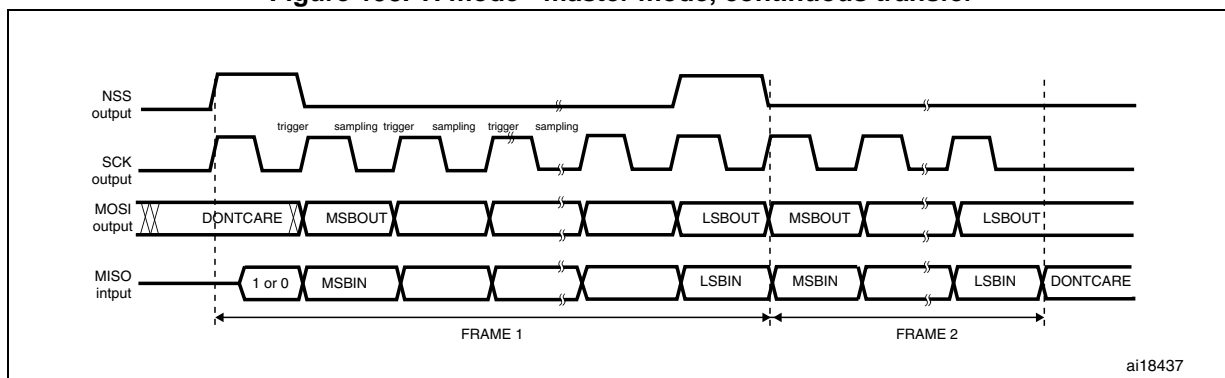 Figure TI mode - Master mode, continuous transfer
NSS
output
trigger sampling trigger sampling trigger sampling
SCK
output
MOSI
output
DONTCARE MSBOUT LSBOUT MSBOUT LSBOUT
MISO
intput
1 or 0 MSBIN LSBIN MSBIN LSBIN DONTCARE
FRAME 1 FRAME 2
ai18437